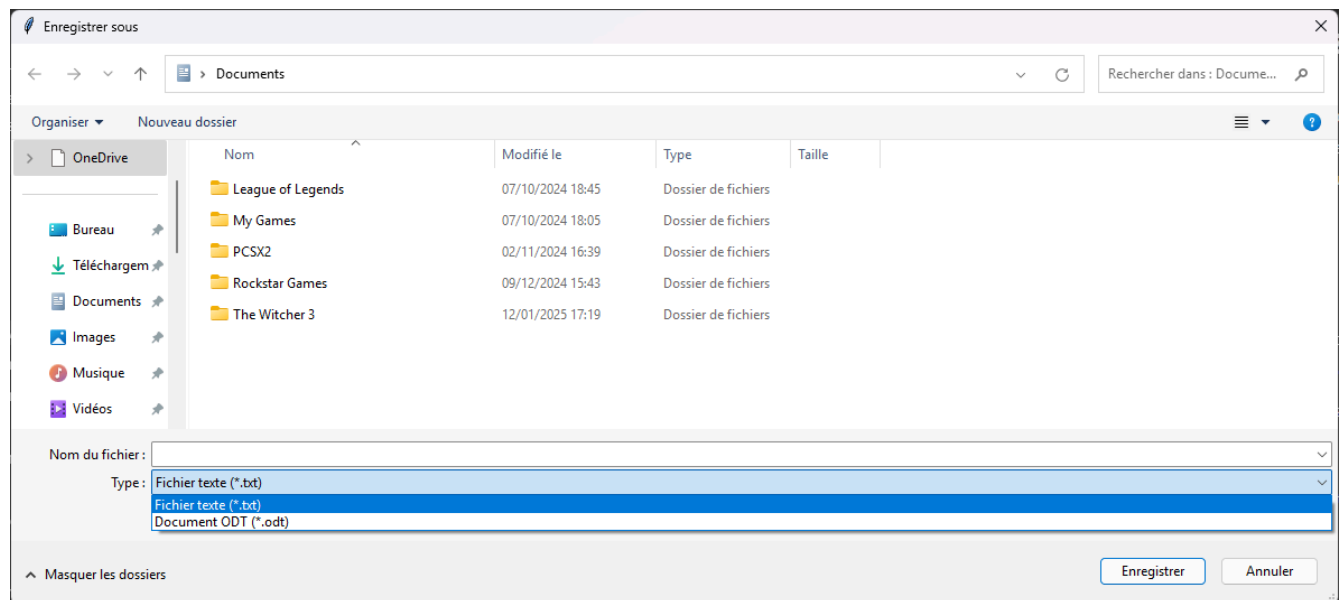 Enregistrer sous
Documents
Rechercher dans : Docume...
Organiser
Nouveau dossier
OneDrive
Nom
Modifié le
Type
Taille
League of Legends
07/10/2024 18:45
Dossier de fichiers
My Games
07/10/2024 18:05
Dossier de fichiers
PCSX2
02/11/2024 16:39
Dossier de fichiers
Rockstar Games
09/12/2024 15:43
Dossier de fichiers
The Witcher 3
12/01/2025 17:19
Dossier de fichiers
Bureau
Téléchargem
Documents
Images
Musique
Vidéos
Nom du fichier :
Type : Fichier texte (*.txt)
Fichier texte (*.txt)
Document ODT (*.odt)
Masquer les dossiers
Enregistrer
Annuler